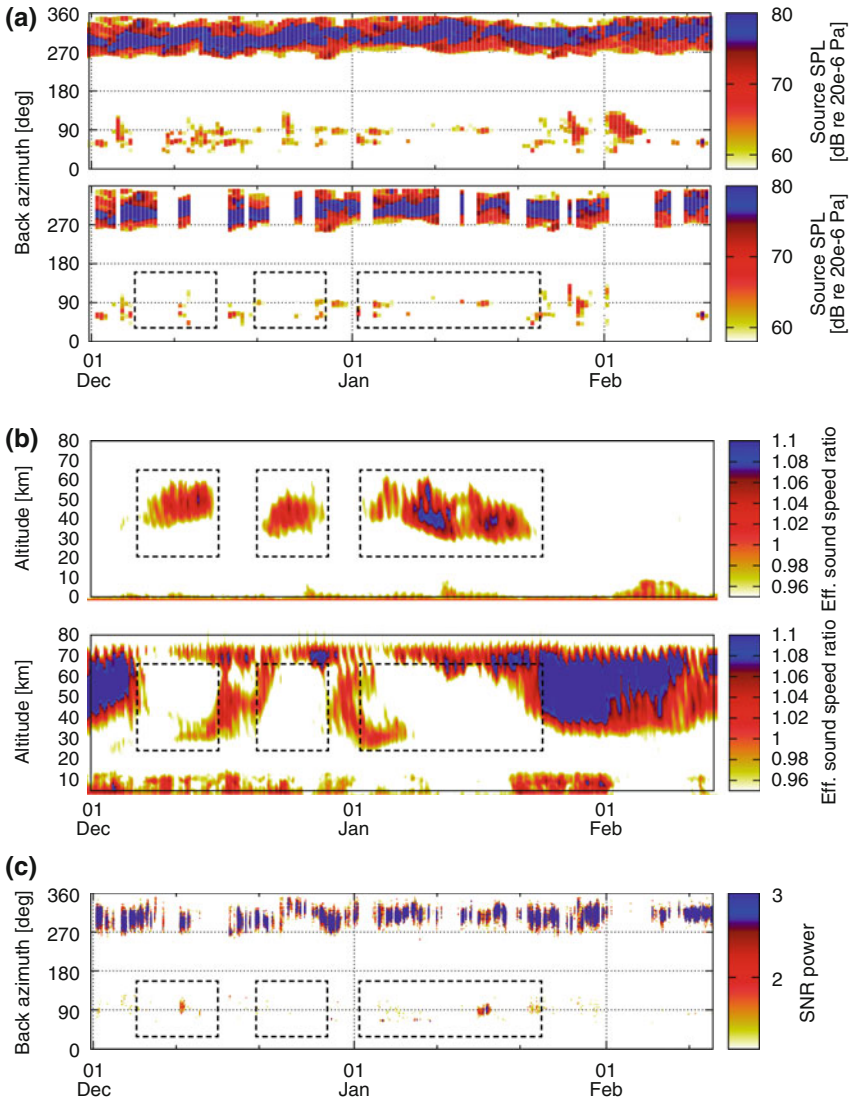 (a)
360
270
180
90
0
270
180
90
0
Back azimuth [deg]
01
Dec
01
Jan
01
Feb
80
70
60
Source SPL
[dB re 20e-6 Pa]
80
70
60
Source SPL
[dB re 20e-6 Pa]
(b)
80
70
60
50
40
30
20
10
0
Altitude [km]
1.1
1.08
1.06
1.04
1.02
1.00
0.98
0.96
Eff. sound speed ratio
80
70
60
50
40
30
20
10
Altitude [km]
01
Dec
01
Jan
01
Feb
1.1
1.08
1.06
1.04
1.02
1.00
0.98
0.96
Eff. sound speed ratio
(c)
360
270
180
90
0
Back azimuth [deg]
01
Dec
01
Jan
01
Feb
3
2
SNR power